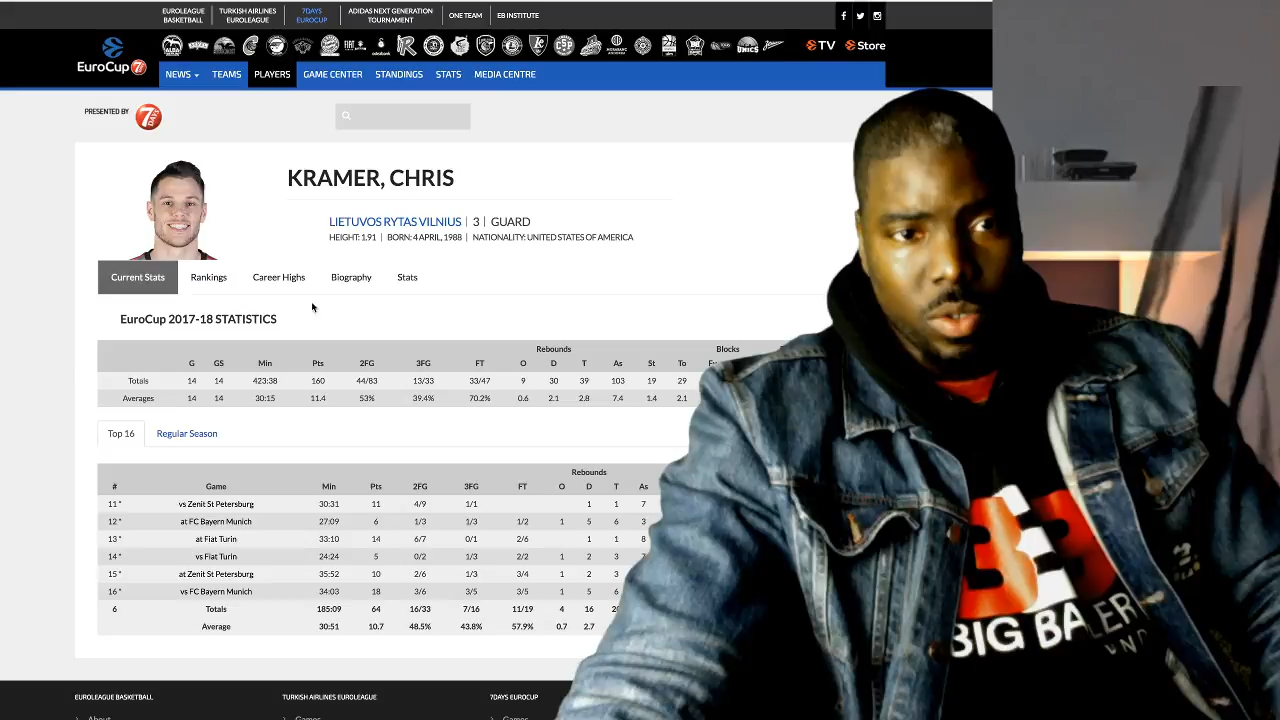 EUROLEAGUE BASKETBALL
TURKISH AIRLINES EUROLEAGUE
7DAYS EUROCUP
ADIDAS NEXT GENERATION TOURNAMENT
ONE TEAM
EB INSTITUTE
EuroCup 7
TV
Store
NEWS
TEAMS
PLAYERS
GAME CENTER
STANDINGS
STATS
MEDIA CENTRE
PRESENTED BY 7DAYS
KRAMER, CHRIS
LIETUVOS RYTAS VILNIUS | 3 | GUARD
HEIGHT: 1.91 | BORN: 4 APRIL, 1988 | NATIONALITY: UNITED STATES OF AMERICA
Current Stats Rankings Career Highs Biography Stats
EuroCup 2017-18 STATISTICS
Rebounds Blocks
G GS Min Pts 2FG 3FG FT O D T As St To
Totals 14 14 423:38 160 44/83 13/33 33/47 9 30 39 103 19 29
Averages 14 14 30:15 11.4 53% 39.4% 70.2% 0.6 2.1 2.8 7.4 1.4 2.1
Top 16 Regular Season
Rebounds
# Game Min Pts 2FG 3FG FT O D T As
11 * vs Zenit St Petersburg 30:31 11 4/9 1/1 1 1 7
12 * at FC Bayern Munich 27:09 6 1/3 1/3 1/2 1 5 6 3
13 * at Fiat Turin 33:10 14 6/7 0/1 2/6 1 1 8
14 * vs Fiat Turin 24:24 5 0/2 1/3 2/2 1 2 3
15 * at Zenit St Petersburg 35:52 10 2/6 1/3 3/4 1 2 3
16 * vs FC Bayern Munich 34:03 18 3/6 3/5 3/5 1 5 6
6 Totals 185:09 64 16/33 7/16 11/19 4 16
Average 30:51 10.7 48.5% 43.8% 57.9% 0.7 2.7
BBB
BIG BALLER
EUROLEAGUE BASKETBALL
TURKISH AIRLINES EUROLEAGUE
7DAYS EUROCUP
About
Games
Games